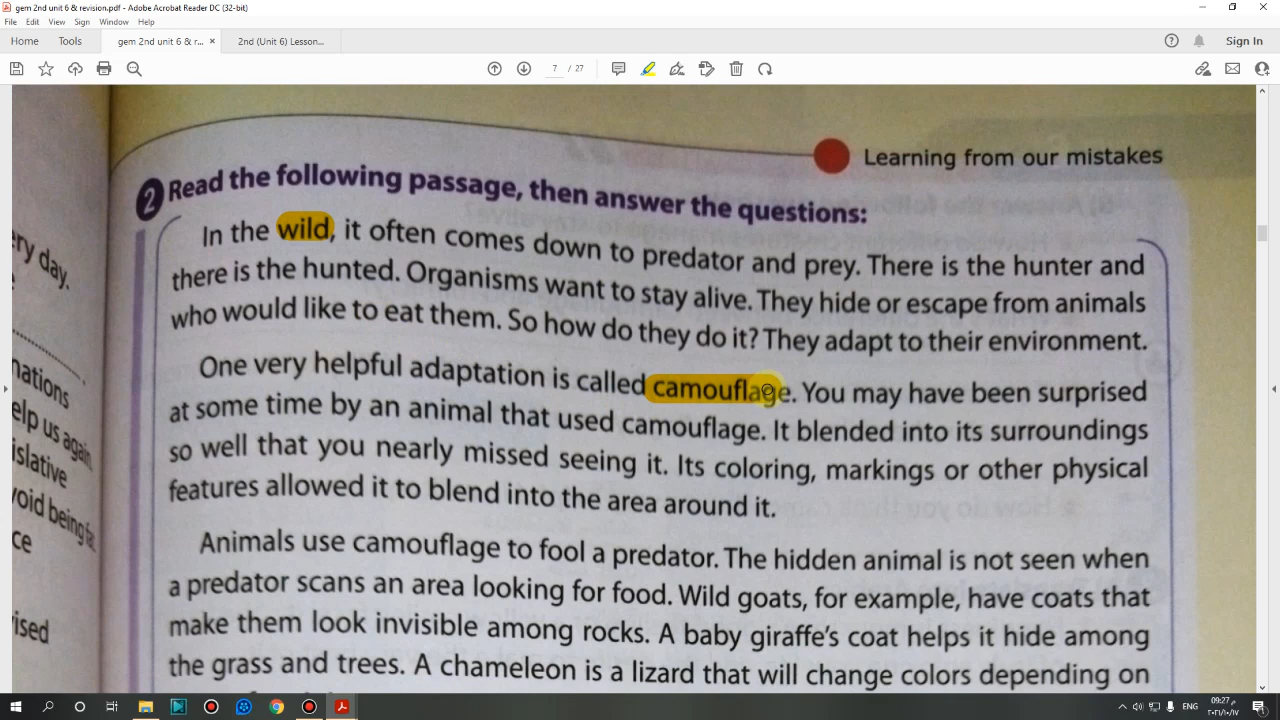 gem 2nd unit 6 & revision.pdf - Adobe Acrobat Reader DC (32-bit)
File Edit View Sign Window Help
Home Tools gem 2nd unit 6 & r... × 2nd (Unit 6) Lesson... Sign In
7 / 27
Learning from our mistakes
2 Read the following passage, then answer the questions:
In the wild, it often comes down to predator and prey. There is the hunter and
there is the hunted. Organisms want to stay alive. They hide or escape from animals
who would like to eat them. So how do they do it? They adapt to their environment.
One very helpful adaptation is called camouflage. You may have been surprised
at some time by an animal that used camouflage. It blended into its surroundings
so well that you nearly missed seeing it. Its coloring, markings or other physical
features allowed it to blend into the area around it.
Animals use camouflage to fool a predator. The hidden animal is not seen when
a predator scans an area looking for food. Wild goats, for example, have coats that
make them look invisible among rocks. A baby giraffe's coat helps it hide among
the grass and trees. A chameleon is a lizard that will change colors depending on
ry day.
nations
elp us again.
islative
void being fat.
ce
ised
ENG
09:27 م
٢٠٢١/١٠/١٧